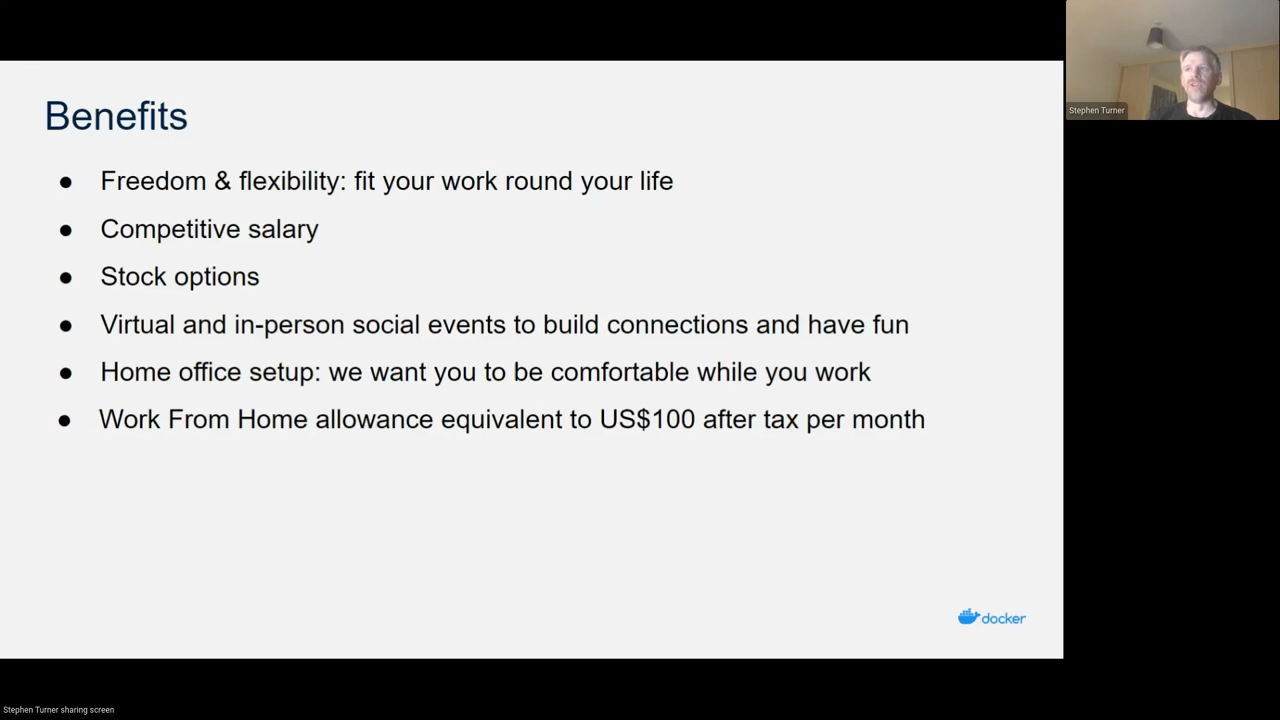 Benefits
● Freedom & flexibility: fit your work round your life
● Competitive salary
● Stock options
● Virtual and in-person social events to build connections and have fun
● Home office setup: we want you to be comfortable while you work
● Work From Home allowance equivalent to US$100 after tax per month
docker
Stephen Turner
Stephen Turner sharing screen